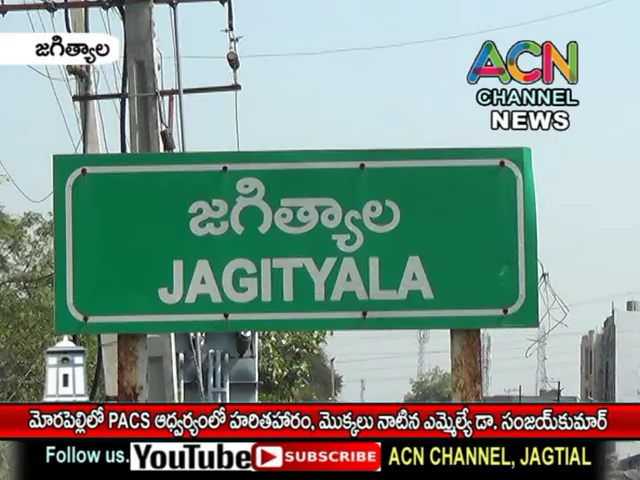 జగిత్యాల
ACN
CHANNEL
NEWS
జగిత్యాల
JAGITYALA
మోరపెల్లిలో PACS ఆధ్వర్యంలో హరితహారం, మొక్కలు నాటిన ఎమ్మెల్యే డా. సంజయ్‌కుమార్
Follow us. YouTube SUBSCRIBE ACN CHANNEL, JAGTIAL